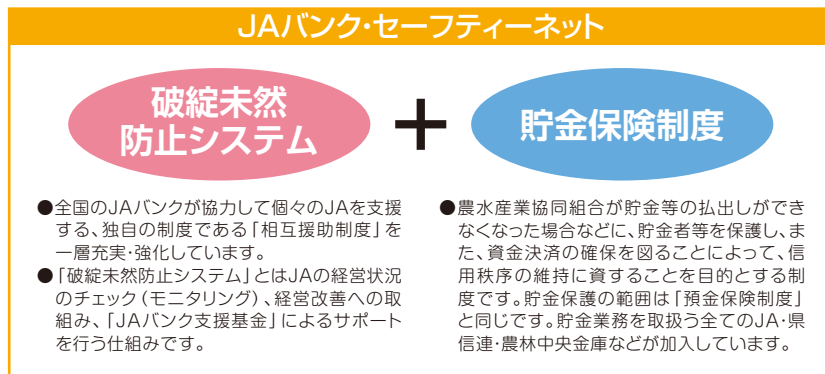 JAバンク・セーフティーネット
破綻未然
防止システム
＋
貯金保険制度
●全国のJAバンクが協力して個々のJAを支援
する、独自の制度である「相互援助制度」を
一層充実・強化しています。
●「破綻未然防止システム」とはJAの経営状況
のチェック（モニタリング）、経営改善への取
組み、「JAバンク支援基金」によるサポート
を行う仕組みです。
●農水産業協同組合が貯金等の払出しができ
なくなった場合などに、貯金者等を保護し、ま
た、資金決済の確保を図ることによって、信
用秩序の維持に資することを目的とする制
度です。貯金保護の範囲は「預金保険制度」
と同じです。貯金業務を取扱う全てのJA・県
信連・農林中央金庫などが加入しています。